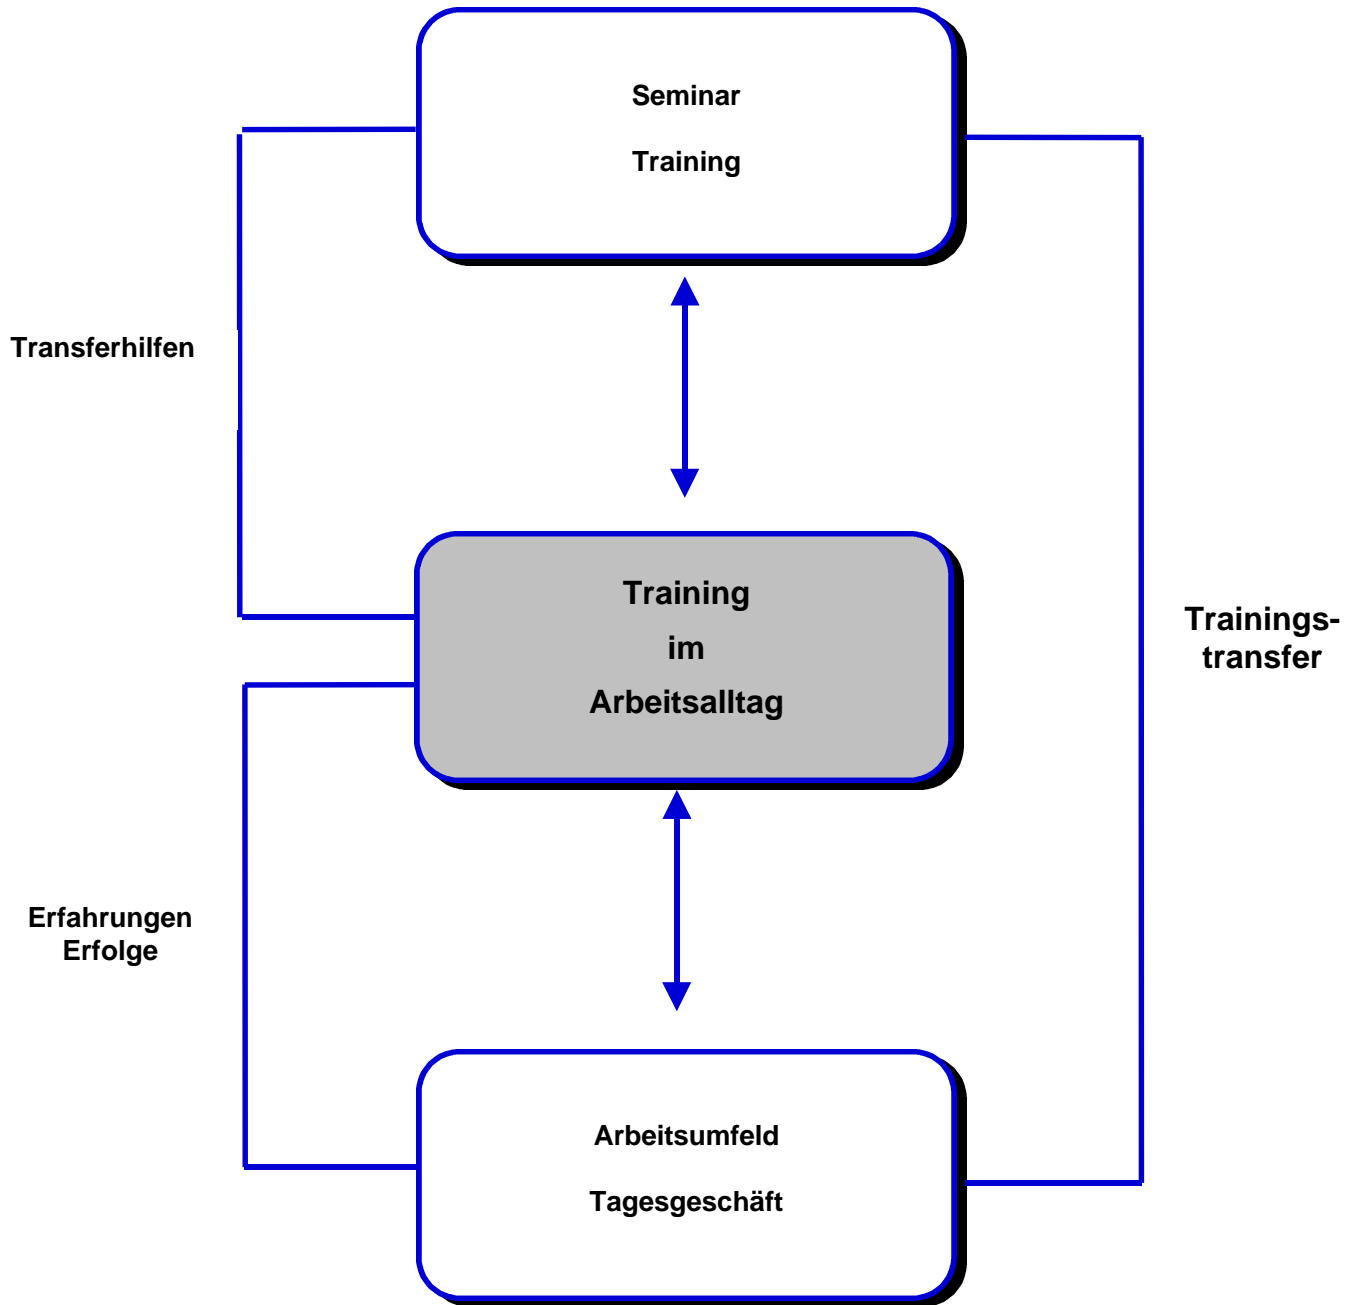 Seminar
Training
Transferhilfen
Training
im
Arbeitsalltag
Trainings-
transfer
Erfahrungen
Erfolge
Arbeitsumfeld
Tagesgeschäft